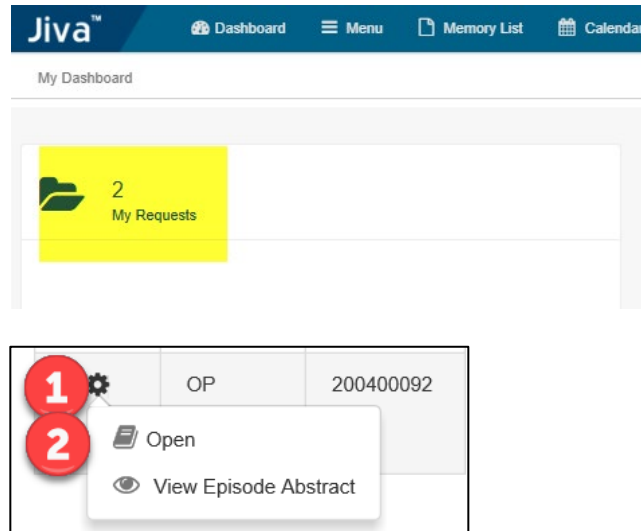 Jiva™ Dashboard Menu Memory List Calendar
My Dashboard
2
My Requests
1 OP 200400092
2 Open
View Episode Abstract